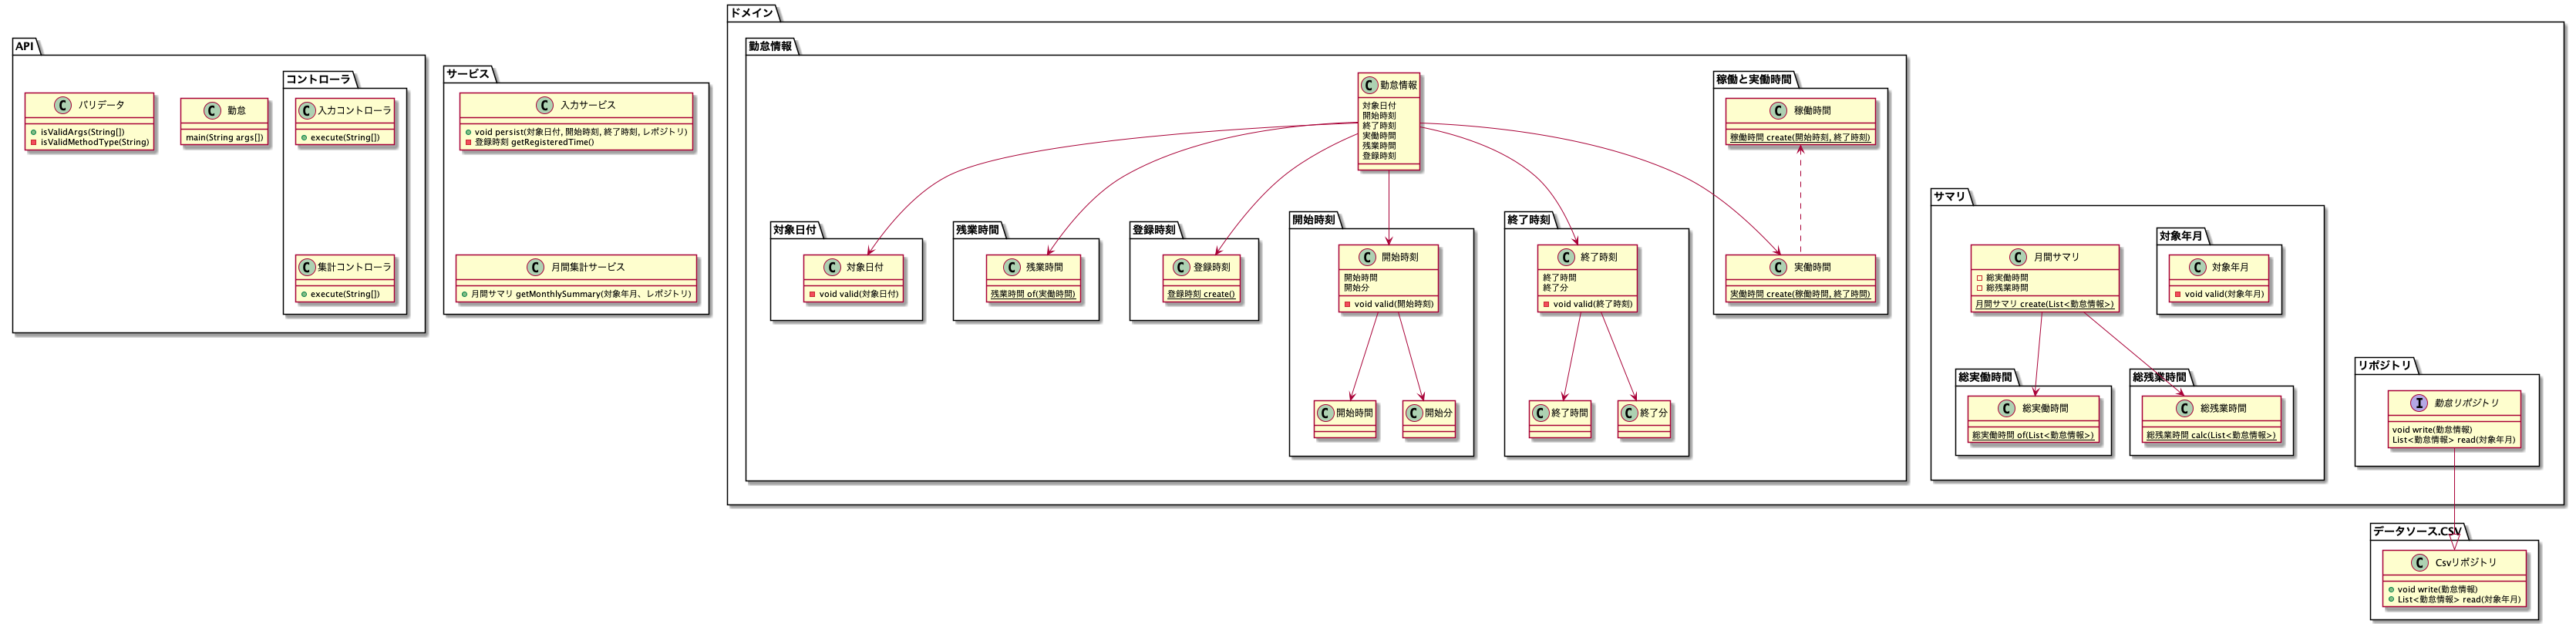 API
バリデータ
isValidArgs(String[])
isValidMethodType(String)
勤怠
main(String args[])
コントローラ
入力コントローラ
execute(String[])
集計コントローラ
execute(String[])
サービス
入力サービス
void persist(対象日付, 開始時刻, 終了時刻, レポジトリ)
登録時刻 getRegisteredTime()
月間集計サービス
月間サマリ getMonthlySummary(対象年月、レポジトリ)
ドメイン
勤怠情報
勤怠情報
対象日付
開始時刻
終了時刻
実働時間
残業時間
登録時刻
対象日付
対象日付
void valid(対象日付)
残業時間
残業時間
残業時間 of(実働時間)
登録時刻
登録時刻
登録時刻 create()
開始時刻
開始時刻
開始時間
開始分
void valid(開始時刻)
開始時間
開始分
終了時刻
終了時刻
終了時間
終了分
void valid(終了時刻)
終了時間
終了分
稼働と実働時間
稼働時間
稼働時間 create(開始時刻, 終了時刻)
実働時間
実働時間 create(稼働時間, 終了時間)
サマリ
月間サマリ
総実働時間
総残業時間
月間サマリ create(List<勤怠情報>)
対象年月
対象年月
void valid(対象年月)
総実働時間
総実働時間
総実働時間 of(List<勤怠情報>)
総残業時間
総残業時間
総残業時間 calc(List<勤怠情報>)
リポジトリ
勤怠リポジトリ
void write(勤怠情報)
List<勤怠情報> read(対象年月)
データソース.CSV
Csvリポジトリ
void write(勤怠情報)
List<勤怠情報> read(対象年月)